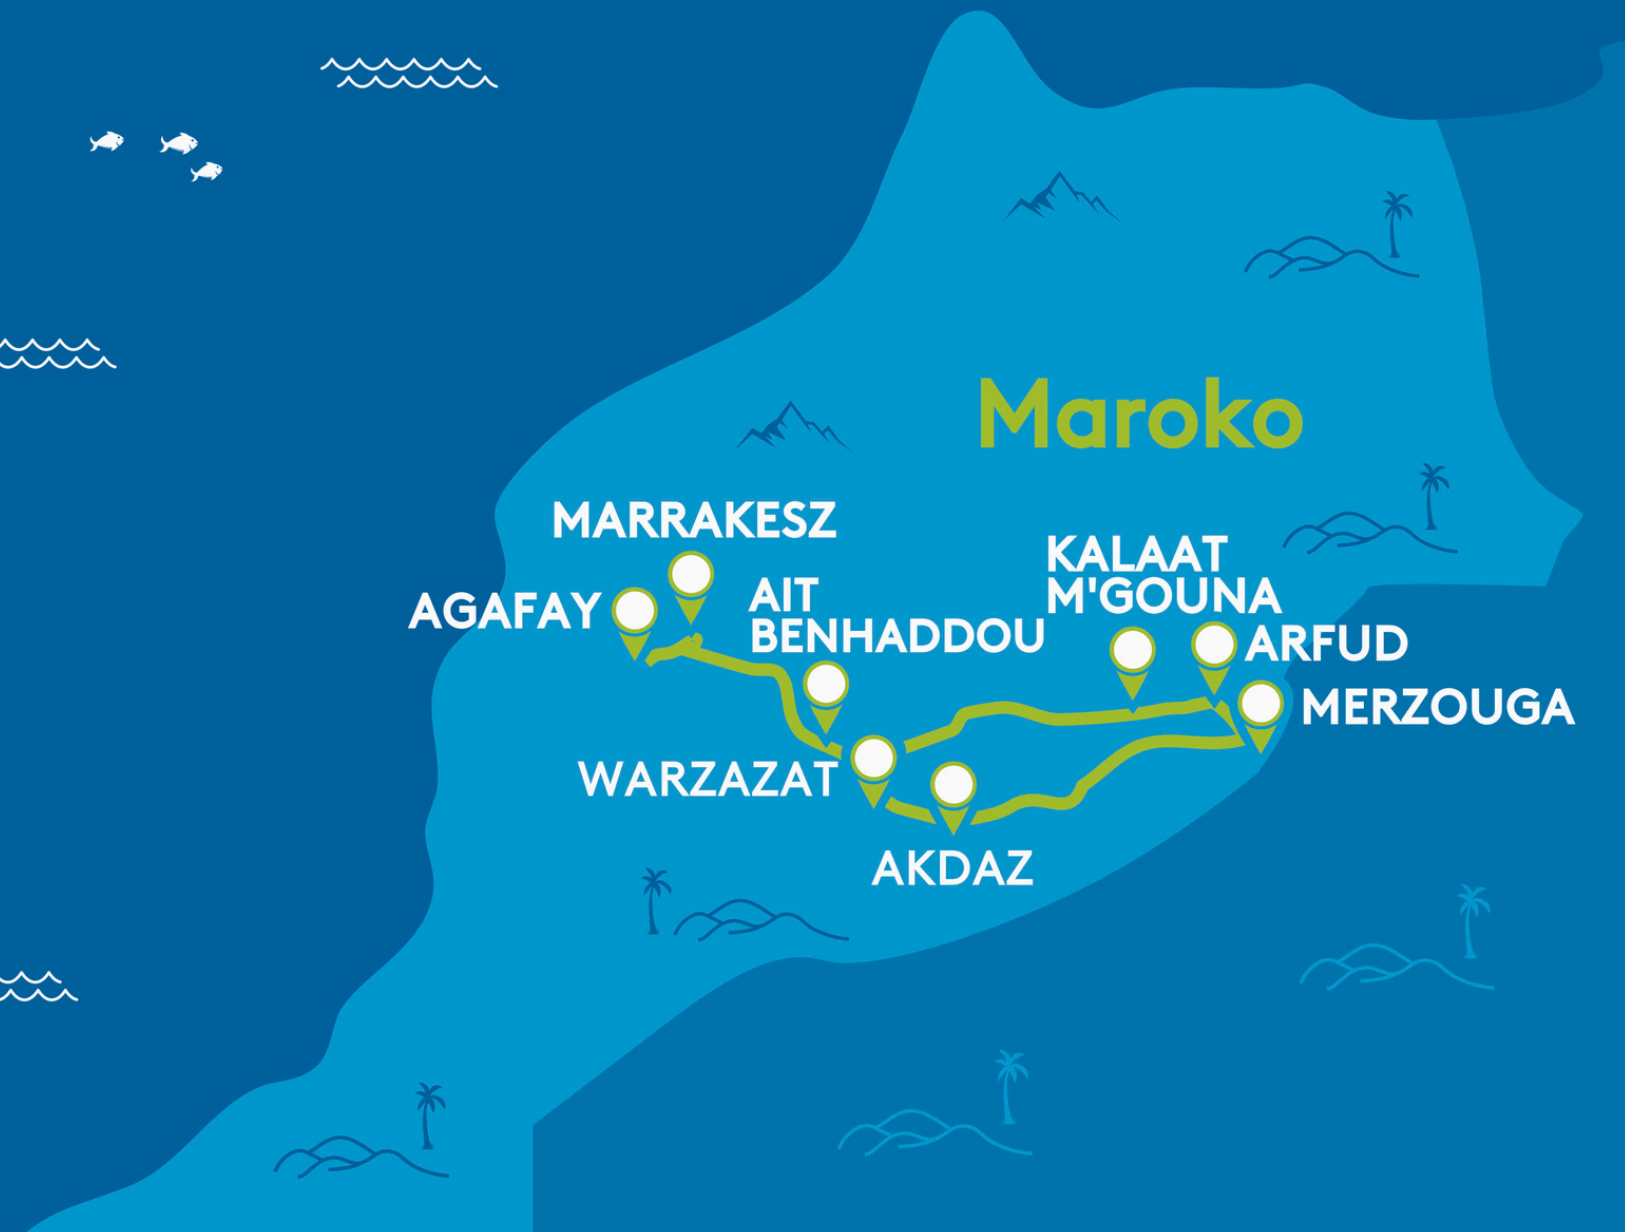 Maroko
MARRAKESZ
AGAFAY
AIT
BENHADDOU
KALAAT
M'GOUNA
ARFUD
MERZOUGA
WARZAZAT
AKDAZ